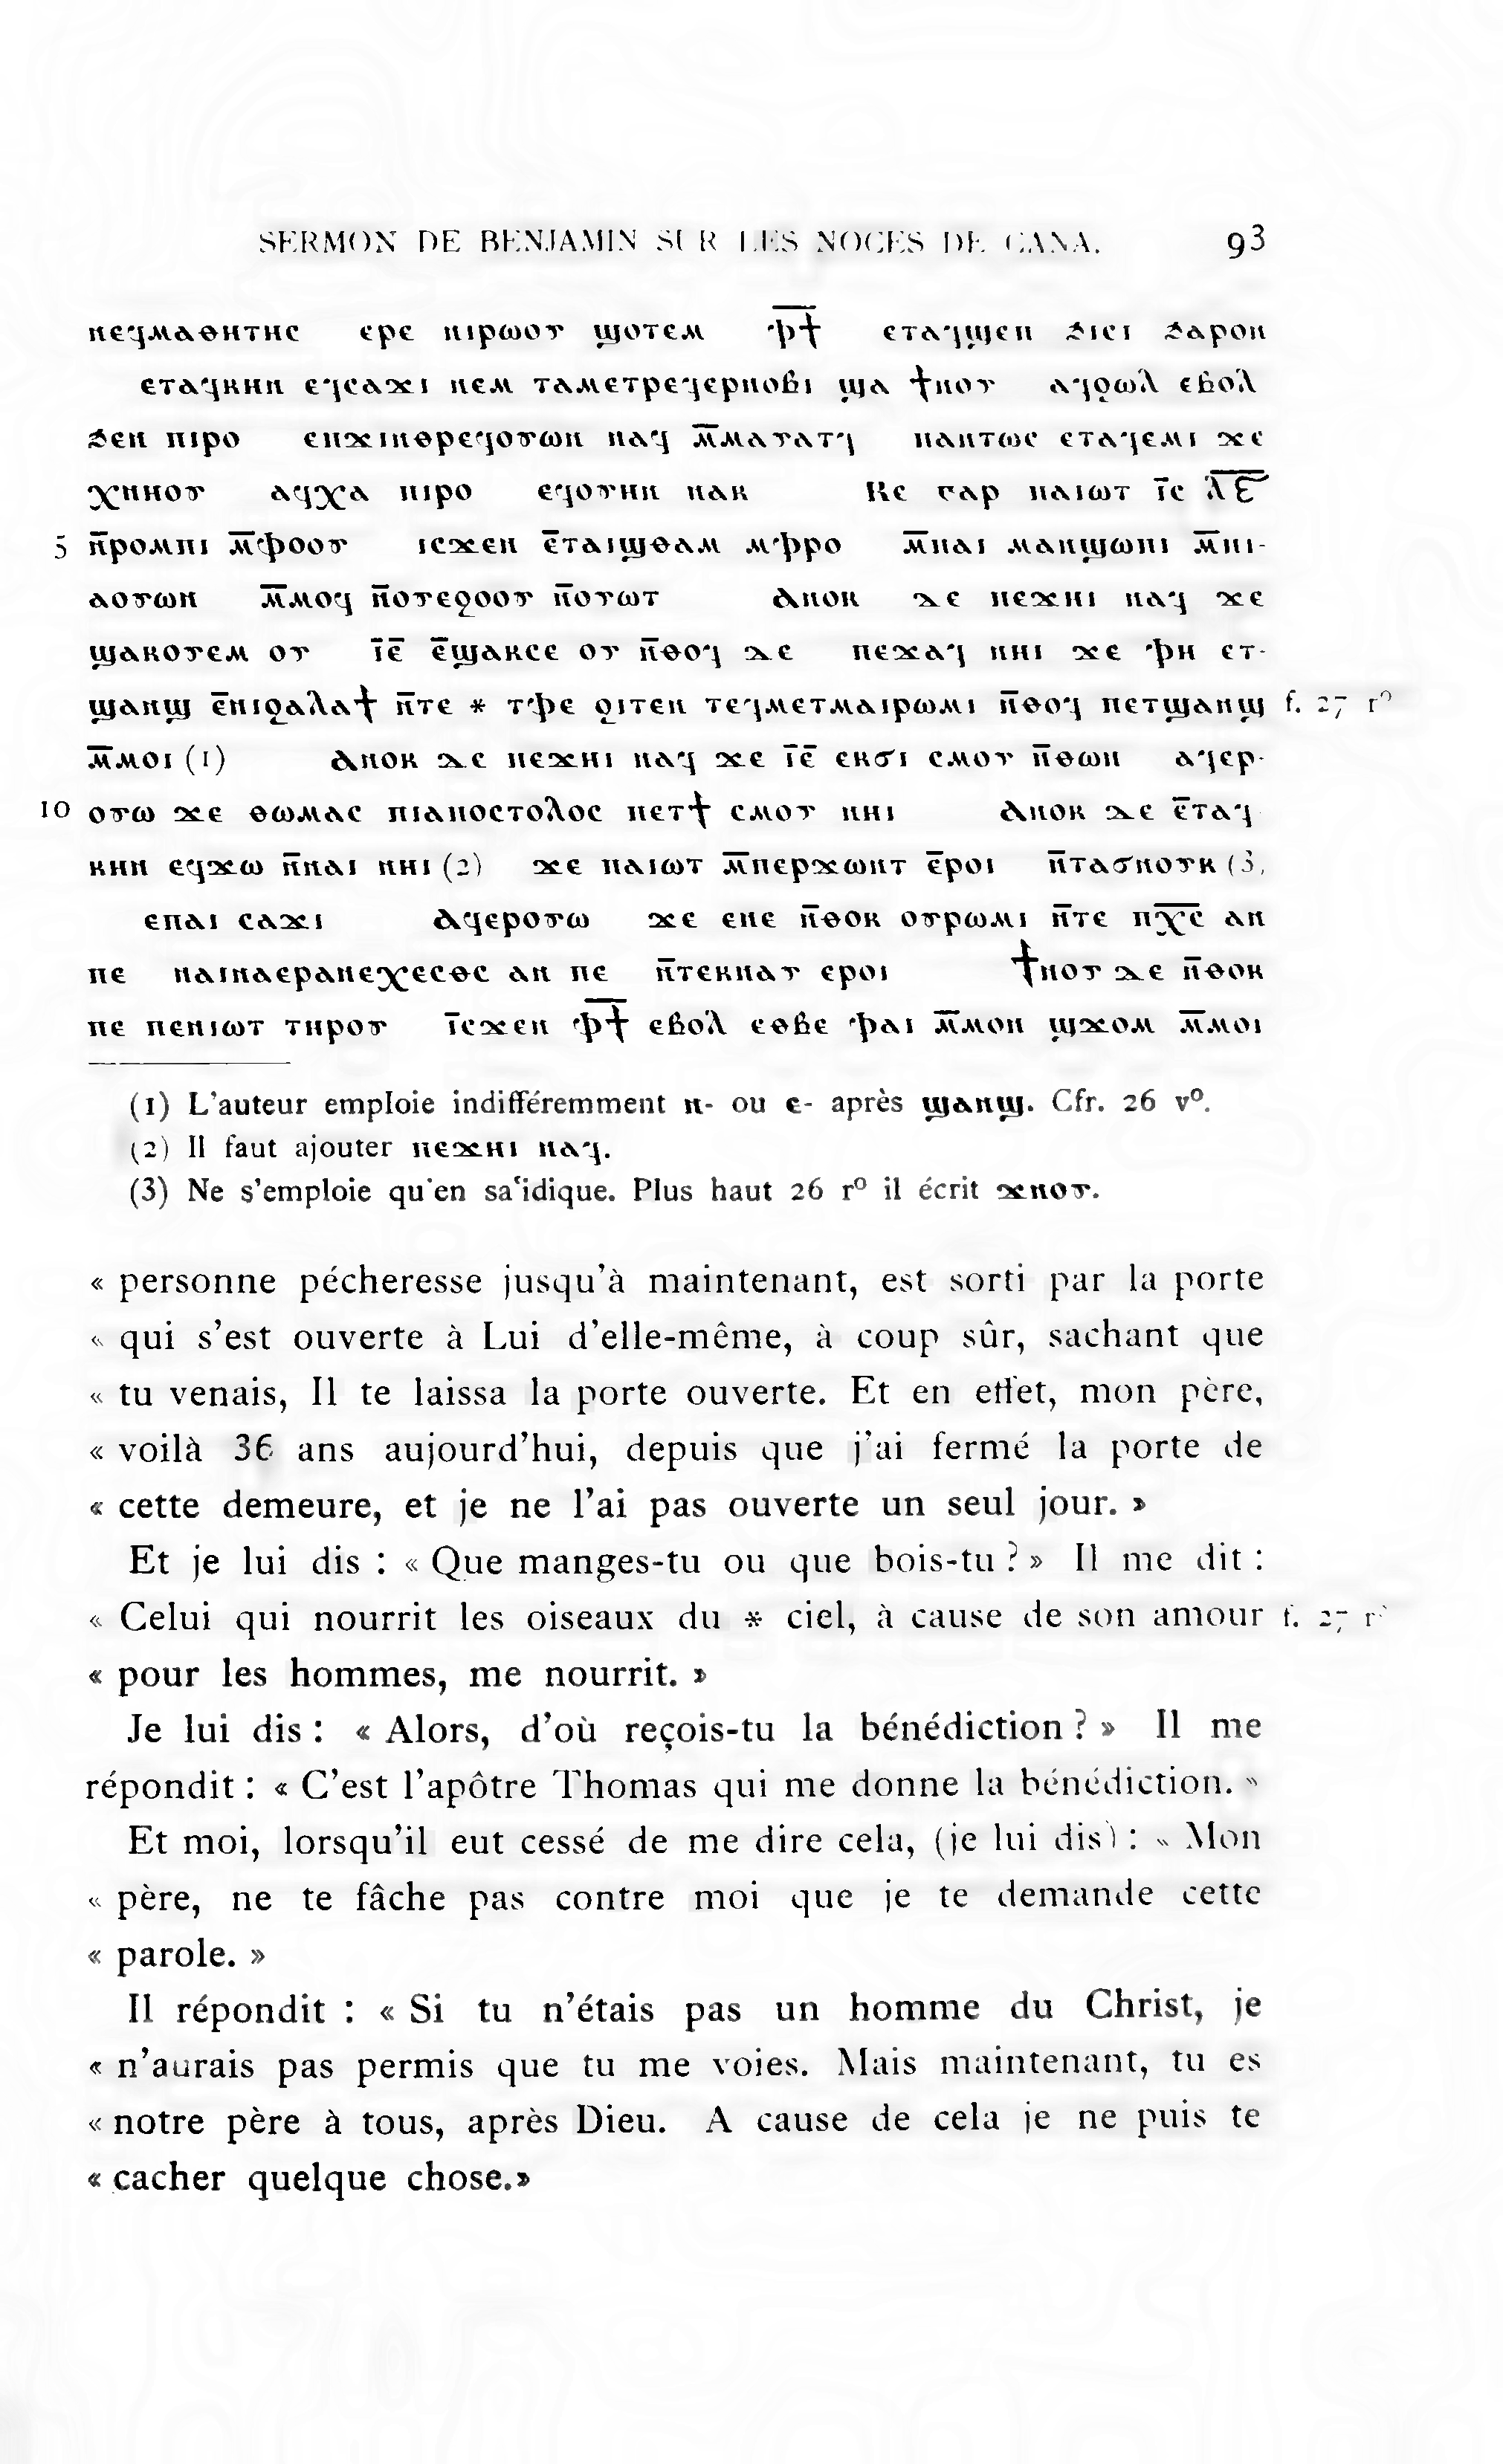 SERMON DE BENJAMIN SUR LES NOCES DE CANA. 93
ⲡⲉϥⲙⲁⲑⲏⲧⲏⲥ ⲉⲣⲉ ⲛⲓⲣⲱⲟⲩ ϣⲟⲧⲉⲙ ⲫ̅ϯ̅ ⲉⲧⲁϥϣⲉⲡ ϧⲓⲥⲓ ϧⲁⲣⲟⲛ
ⲉⲧⲁϥⲕⲏⲛ ⲉϥⲥⲁϫⲓ ⲛⲉⲙ ⲧⲁⲙⲉⲧⲣⲉϥⲉⲣⲛⲟⲃⲓ ϣⲁ ϯⲛⲟⲩ ⲁϥϩⲱⲗ ⲉⲃⲟⲗ
ϧⲉⲛ ⲡⲓⲣⲟ ⲉⲡϫⲓⲛⲑⲣⲉϥⲟⲩⲱⲛ ⲛⲁϥ ⲙ̅ⲙⲁⲩⲁⲧϥ ⲡⲁⲛⲧⲱⲥ ⲉⲧⲁϥⲉⲙⲓ ϫⲉ
ⲭⲛⲏⲟⲩ ⲁϥⲭⲁ ⲡⲓⲣⲟ ⲉϥⲟⲩⲏⲛ ⲛⲁⲕ Ⲕⲉ ⲅⲁⲣ ⲡⲁⲓⲱⲧ ⲓ̅ⲥ ⲗ̅ⲋ̅
5 ⲛ̅ⲣⲟⲙⲡⲓ ⲙ̅ⲫⲟⲟⲩ ⲓⲥϫⲉⲛ ⲉ̅ⲧⲁⲓϣⲑⲁⲙ ⲙⲫⲣⲟ ⲙ̅ⲡⲁⲓ ⲙⲁⲛϣⲱⲡⲓ ⲙ̅ⲡⲓ-
ⲁⲟⲩⲱⲛ ⲙ̅ⲙⲟϥ ⲛ̅ⲟⲩⲉϩⲟⲟⲩ ⲛ̅ⲟⲩⲱⲧ Ⲁⲛⲟⲕ ⲇⲉ ⲡⲉϫⲏⲓ ⲛⲁϥ ϫⲉ
ϣⲁⲕⲟⲩⲉⲙ ⲟⲩ ⲓ̅ⲉ̅ ⲉ̅ϣⲁⲕⲥⲉ ⲟⲩ ⲛ̅ⲑⲟϥ ⲇⲉ ⲡⲉϫⲁϥ ⲛⲏⲓ ϫⲉ ⲫⲏ ⲉⲧ-
ϣⲁⲛϣ ⲉ̅ⲛⲓϩⲁⲗⲁϯ ⲛ̅ⲧⲉ * ⲧⲫⲉ ϩⲓⲧⲉⲛ ⲧⲉϥⲙⲉⲧⲙⲁⲓⲣⲱⲙⲓ ⲛ̅ⲑⲟϥ ⲡⲉⲧϣⲁⲛϣ f. 27 rº
ⲙ̅ⲙⲟⲓ (1) Ⲁⲛⲟⲕ ⲇⲉ ⲡⲉϫⲏⲓ ⲛⲁϥ ϫⲉ ⲓ̅ⲉ̅ ⲉⲕϭⲓ ⲥⲙⲟⲩ ⲛ̅ⲑⲱⲛ ⲁϥⲉⲣ-
10 ⲟⲩⲱ ϫⲉ ⲑⲱⲙⲁⲥ ⲡⲓⲁⲡⲟⲥⲧⲟⲗⲟⲥ ⲡⲉⲧϯ ⲥⲙⲟⲩ ⲛⲏⲓ Ⲁⲛⲟⲕ ⲇⲉ ⲉ̅ⲧⲁϥ
ⲕⲏⲛ ⲉϥϫⲱ ⲛ̅ⲛⲁⲓ ⲛⲏⲓ (2) ϫⲉ ⲡⲁⲓⲱⲧ ⲙ̅ⲡⲉⲣϫⲱⲛⲧ ⲉ̅ⲣⲟⲓ ⲛ̅ⲧⲁϭⲛⲟⲩⲕ (3)
ⲉⲡⲁⲓ ⲥⲁϫⲓ Ⲁϥⲉⲣⲟⲩⲱ ϫⲉ ⲉⲛⲉ ⲛ̅ⲑⲟⲕ ⲟⲩⲣⲱⲙⲓ ⲛ̅ⲧⲉ ⲡⲭ̅ⲥ̅ ⲁⲛ
ⲡⲉ ⲛⲁⲓⲛⲁⲉⲣⲁⲛⲉⲭⲉⲥⲑⲉ ⲁⲛ ⲡⲉ ⲛ̅ⲧⲉⲕⲛⲁⲩ ⲉⲣⲟⲓ Ϯⲛⲟⲩ ⲇⲉ ⲛ̅ⲑⲟⲕ
ⲡⲉ ⲡⲉⲛⲓⲱⲧ ⲧⲏⲣⲟⲩ ⲓ̅ⲥϫⲉⲛ ⲫ̅ϯ̅ ⲉⲃⲟⲗ ⲉⲑⲃⲉ ⲫⲁⲓ ⲙ̅ⲙⲟⲛ ϣϫⲟⲙ ⲙ̅ⲙⲟⲓ
(1) L'auteur emploie indifféremment ⲛ- ou ⲉ- après ϣⲁⲛϣ. Cfr. 26 vº.
(2) Il faut ajouter ⲡⲉϫⲏⲓ ⲛⲁϥ.
(3) Ne s'emploie qu'en saʿidique. Plus haut 26 rº il écrit ϫⲛⲟⲩ.
« personne pécheresse jusqu'à maintenant, est sorti par la porte
« qui s'est ouverte à Lui d'elle-même, à coup sûr, sachant que
« tu venais, Il te laissa la porte ouverte. Et en effet, mon père,
« voilà 36 ans aujourd'hui, depuis que j'ai fermé la porte de
« cette demeure, et je ne l'ai pas ouverte un seul jour. »
Et je lui dis : « Que manges-tu ou que bois-tu ? » Il me dit :
« Celui qui nourrit les oiseaux du * ciel, à cause de son amour f. 27 rº
« pour les hommes, me nourrit. »
Je lui dis : « Alors, d'où reçois-tu la bénédiction ? » Il me
répondit : « C'est l'apôtre Thomas qui me donne la bénédiction. »
Et moi, lorsqu'il eut cessé de me dire cela, (je lui dis) : « Mon
« père, ne te fâche pas contre moi que je te demande cette
« parole. »
Il répondit : « Si tu n'étais pas un homme du Christ, je
« n'aurais pas permis que tu me voies. Mais maintenant, tu es
« notre père à tous, après Dieu. A cause de cela je ne puis te
« cacher quelque chose.»